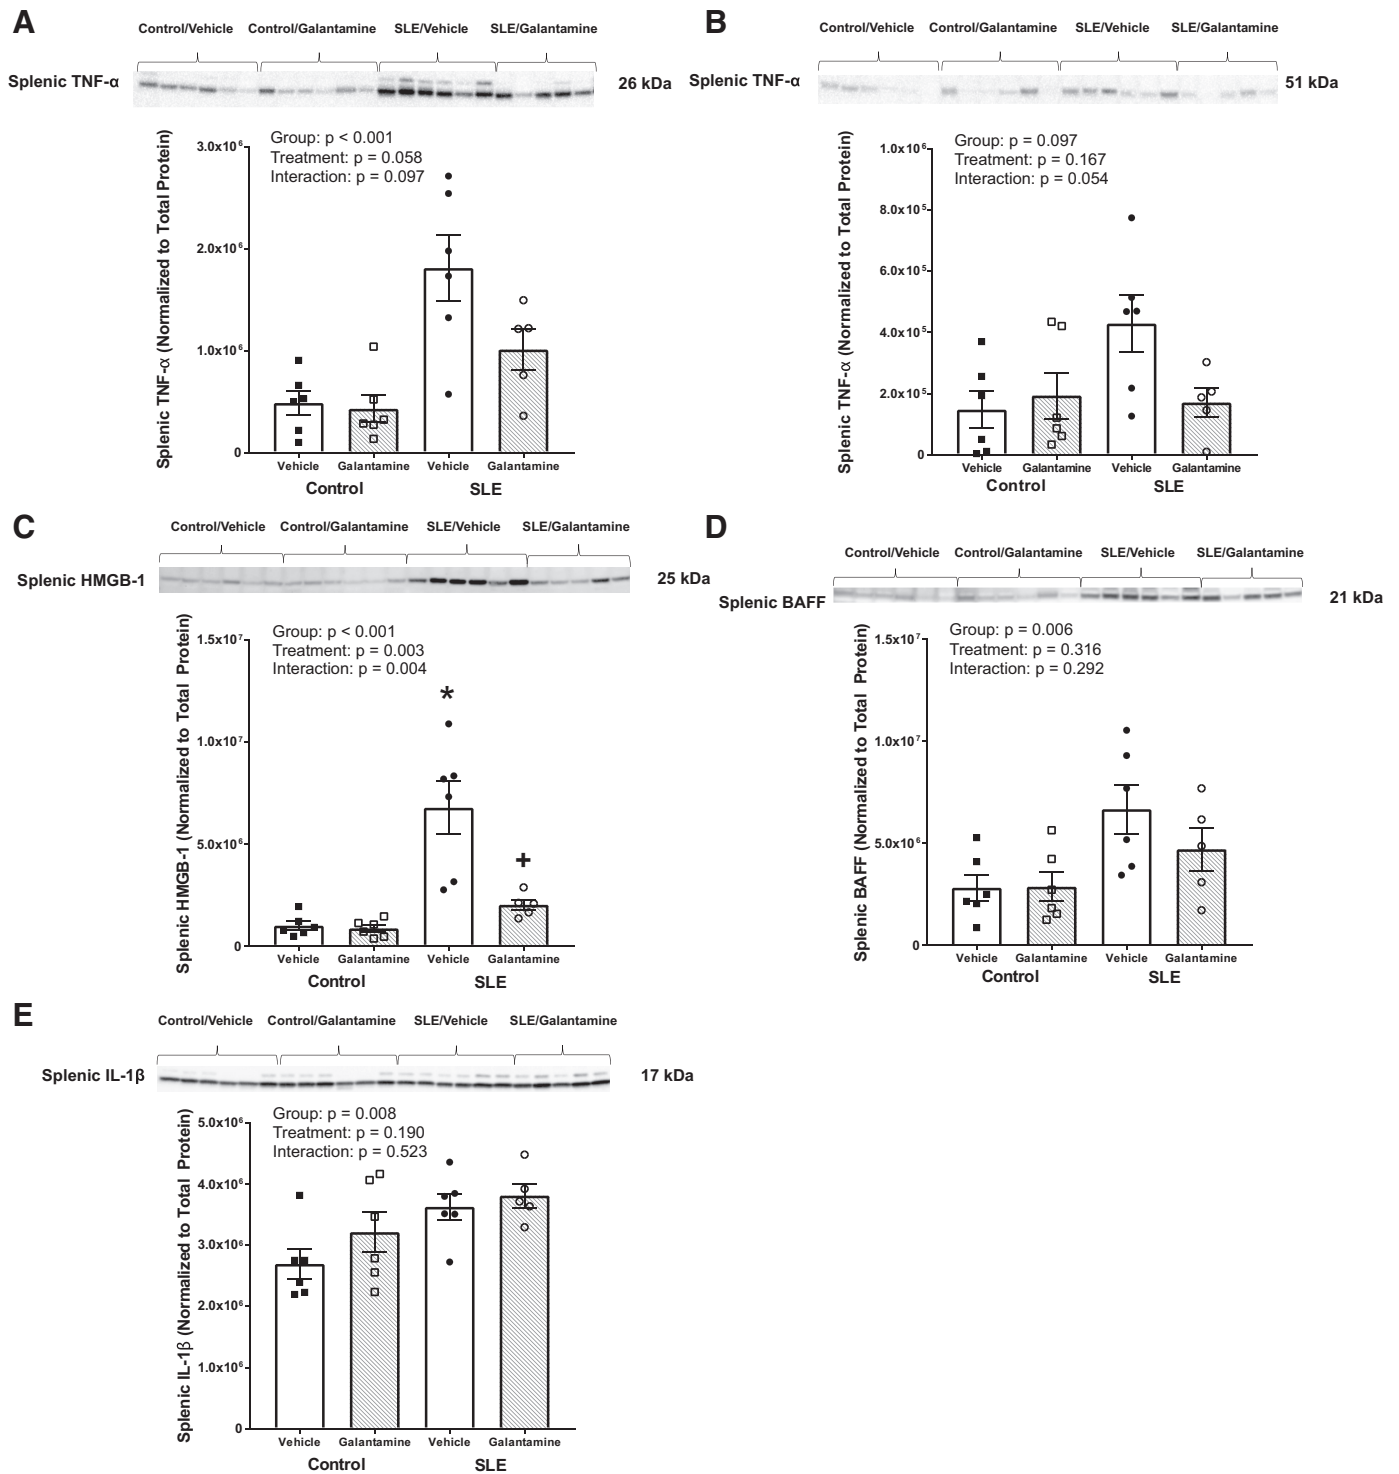 A
Control/Vehicle Control/Galantamine SLE/Vehicle SLE/Galantamine
Splenic TNF-α
26 kDa
Group: p < 0.001
Treatment: p = 0.058
Interaction: p = 0.097
Splenic TNF-α (Normalized to Total Protein)
3.0x10⁶
2.0x10⁶
1.0x10⁶
0
Vehicle Galantamine Vehicle Galantamine
Control SLE
B
Control/Vehicle Control/Galantamine SLE/Vehicle SLE/Galantamine
Splenic TNF-α
51 kDa
Group: p = 0.097
Treatment: p = 0.167
Interaction: p = 0.054
Splenic TNF-α (Normalized to Total Protein)
1.0x10⁶
8.0x10⁵
6.0x10⁵
4.0x10⁵
2.0x10⁵
0
Vehicle Galantamine Vehicle Galantamine
Control SLE
C
Control/Vehicle Control/Galantamine SLE/Vehicle SLE/Galantamine
Splenic HMGB-1
25 kDa
Group: p < 0.001
Treatment: p = 0.003
Interaction: p = 0.004
Splenic HMGB-1 (Normalized to Total Protein)
1.5x10⁷
1.0x10⁷
5.0x10⁶
0
*
+
Vehicle Galantamine Vehicle Galantamine
Control SLE
D
Control/Vehicle Control/Galantamine SLE/Vehicle SLE/Galantamine
Splenic BAFF
21 kDa
Group: p = 0.006
Treatment: p = 0.316
Interaction: p = 0.292
Splenic BAFF (Normalized to Total Protein)
1.5x10⁷
1.0x10⁷
5.0x10⁶
0
Vehicle Galantamine Vehicle Galantamine
Control SLE
E
Control/Vehicle Control/Galantamine SLE/Vehicle SLE/Galantamine
Splenic IL-1β
17 kDa
Group: p = 0.008
Treatment: p = 0.190
Interaction: p = 0.523
Splenic IL-1β (Normalized to Total Protein)
5.0x10⁶
4.0x10⁶
3.0x10⁶
2.0x10⁶
1.0x10⁶
0
Vehicle Galantamine Vehicle Galantamine
Control SLE